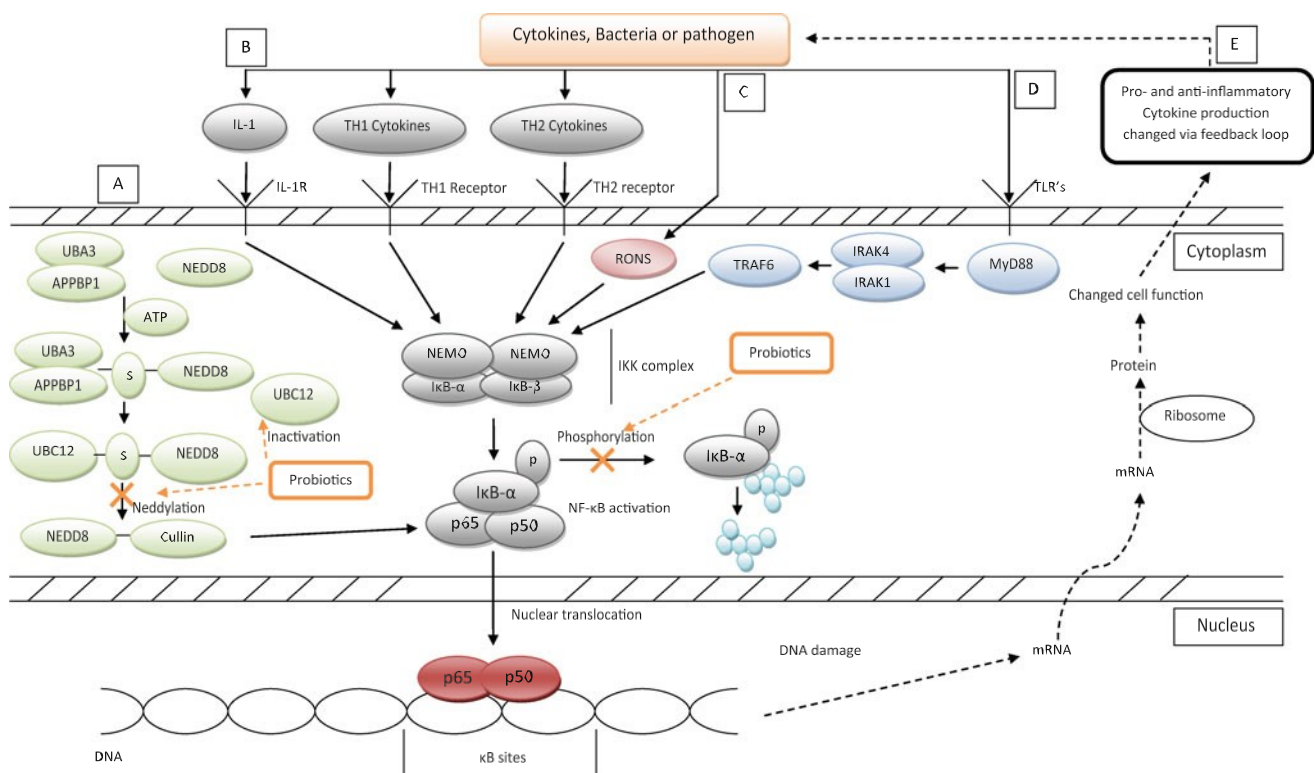 Cytokines, Bacteria or pathogen
B
E
C
D
Pro- and anti-inflammatory
Cytokine production
changed via feedback loop
IL-1
TH1 Cytokines
TH2 Cytokines
A
IL-1R
TH1 Receptor
TH2 receptor
TLR's
Cytoplasm
UBA3
APPBP1
NEDD8
RONS
TRAF6
IRAK4
IRAK1
MyD88
Changed cell function
ATP
NEMO
NEMO
IκB-α
IκB-β
IKK complex
Probiotics
UBA3
APPBP1
S
NEDD8
UBC12
Inactivation
Protein
Ribosome
mRNA
Phosphorylation
p
IκB-α
UBC12
S
NEDD8
Probiotics
Neddylation
p
IκB-α
p65
p50
NF-κB activation
NEDD8
Cullin
Nuclear translocation
Nucleus
DNA damage
mRNA
p65
p50
DNA
κB sites